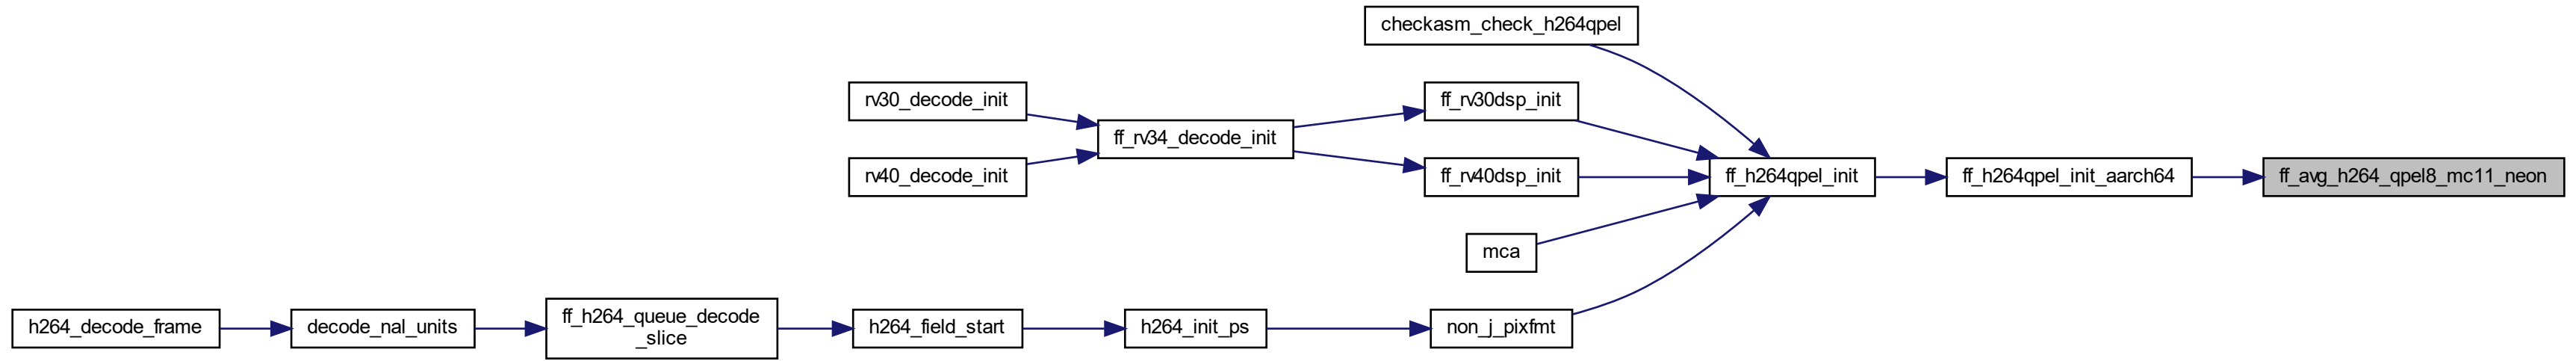 checkasm_check_h264qpel
rv30_decode_init
ff_rv30dsp_init
ff_rv34_decode_init
rv40_decode_init
ff_rv40dsp_init
ff_h264qpel_init
ff_h264qpel_init_aarch64
ff_avg_h264_qpel8_mc11_neon
mca
h264_decode_frame
decode_nal_units
ff_h264_queue_decode
_slice
h264_field_start
h264_init_ps
non_j_pixfmt